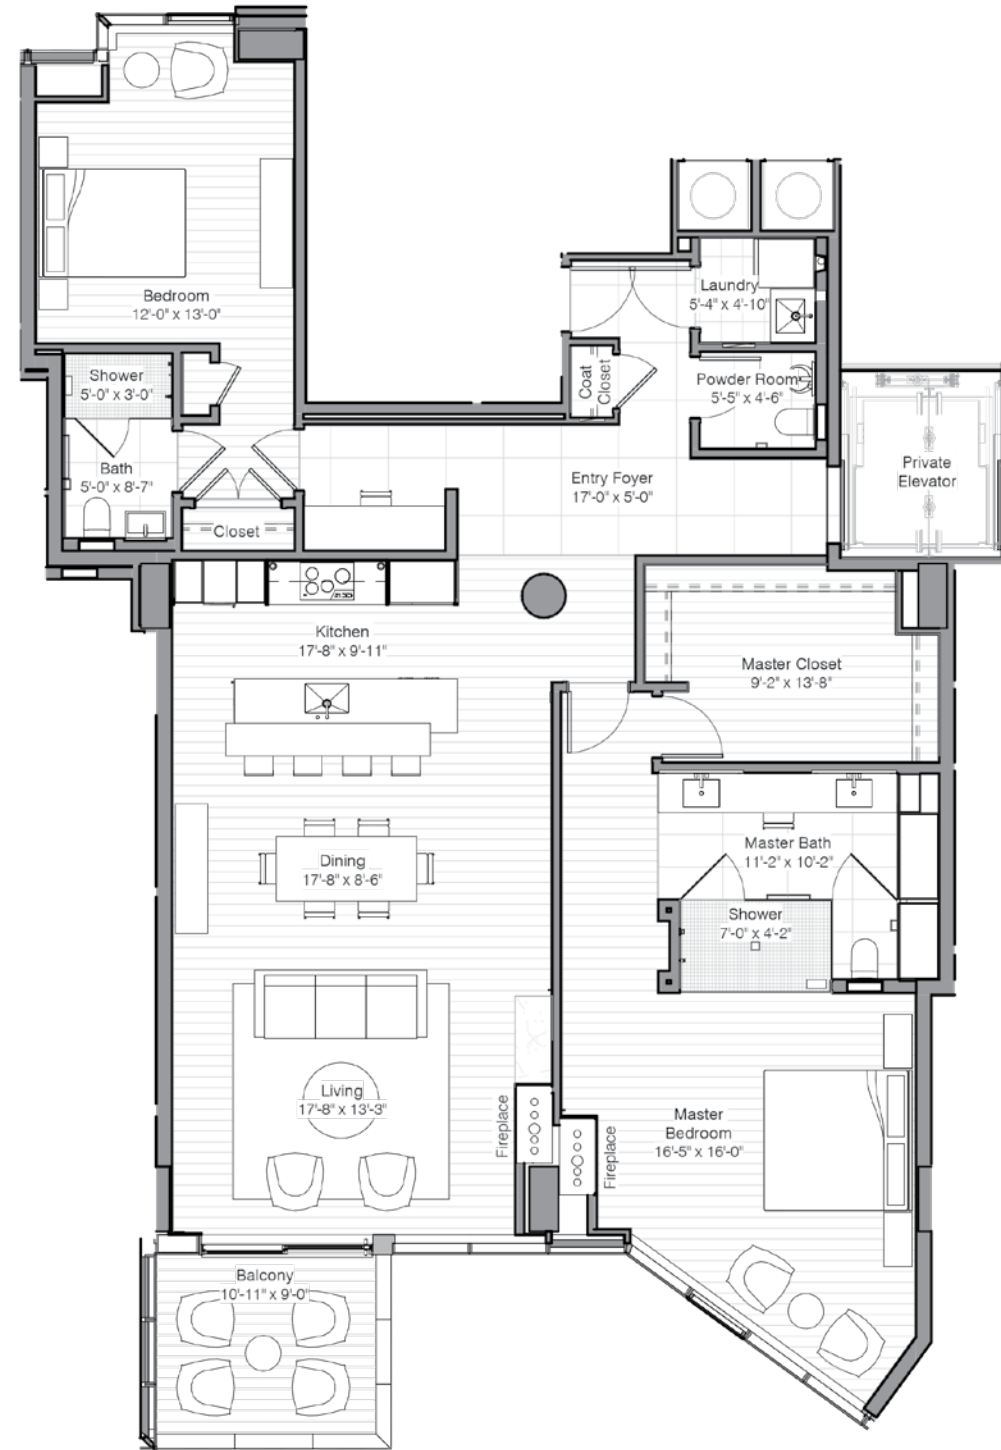 Bedroom
12'-0" x 13'-0"
Laundry
5'-4" x 4'-10"
Shower
5'-0" x 3'-0"
Coat
Closet
Powder Room
5'-5" x 4'-6"
Bath
5'-0" x 8'-7"
Entry Foyer
17'-0" x 5'-0"
Private
Elevator
Closet
Kitchen
17'-8" x 9'-11"
Master Closet
9'-2" x 13'-8"
Dining
17'-8" x 8'-6"
Master Bath
11'-2" x 10'-2"
Shower
7'-0" x 4'-2"
Living
17'-8" x 13'-3"
Fireplace
Fireplace
Master
Bedroom
16'-5" x 16'-0"
Balcony
10'-11" x 9'-0"